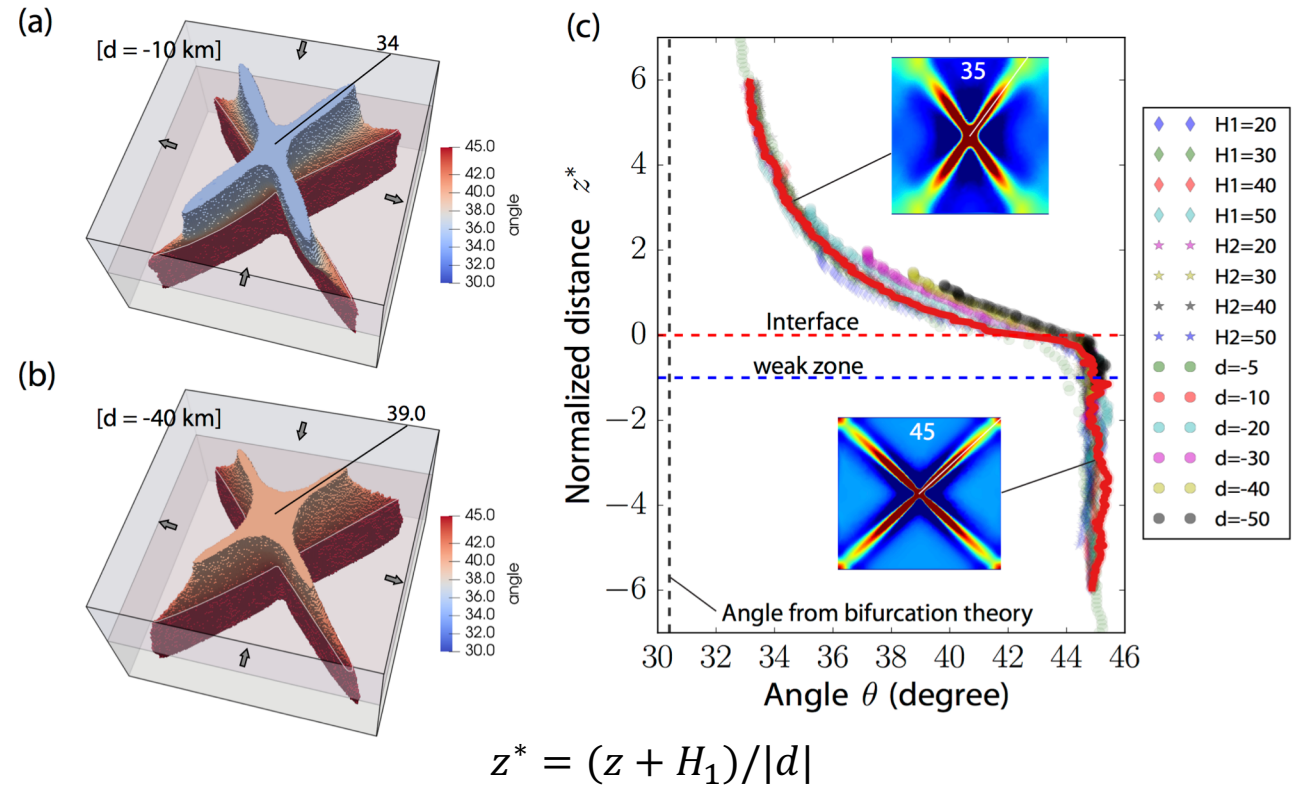 (a)
[d = -10 km]
34
45.0
42.0
40.0
38.0
36.0
34.0
32.0
30.0
angle
(b)
[d = -40 km]
39.0
45.0
42.0
40.0
38.0
36.0
34.0
32.0
30.0
angle
(c)
Normalized distance z*
6
4
2
0
−2
−4
−6
35
Interface
weak zone
45
Angle from bifurcation theory
30 32 34 36 38 40 42 44 46
Angle θ (degree)
H1=20
H1=30
H1=40
H1=50
H2=20
H2=30
H2=40
H2=50
d=-5
d=-10
d=-20
d=-30
d=-40
d=-50
z* = (z + H₁)/|d|